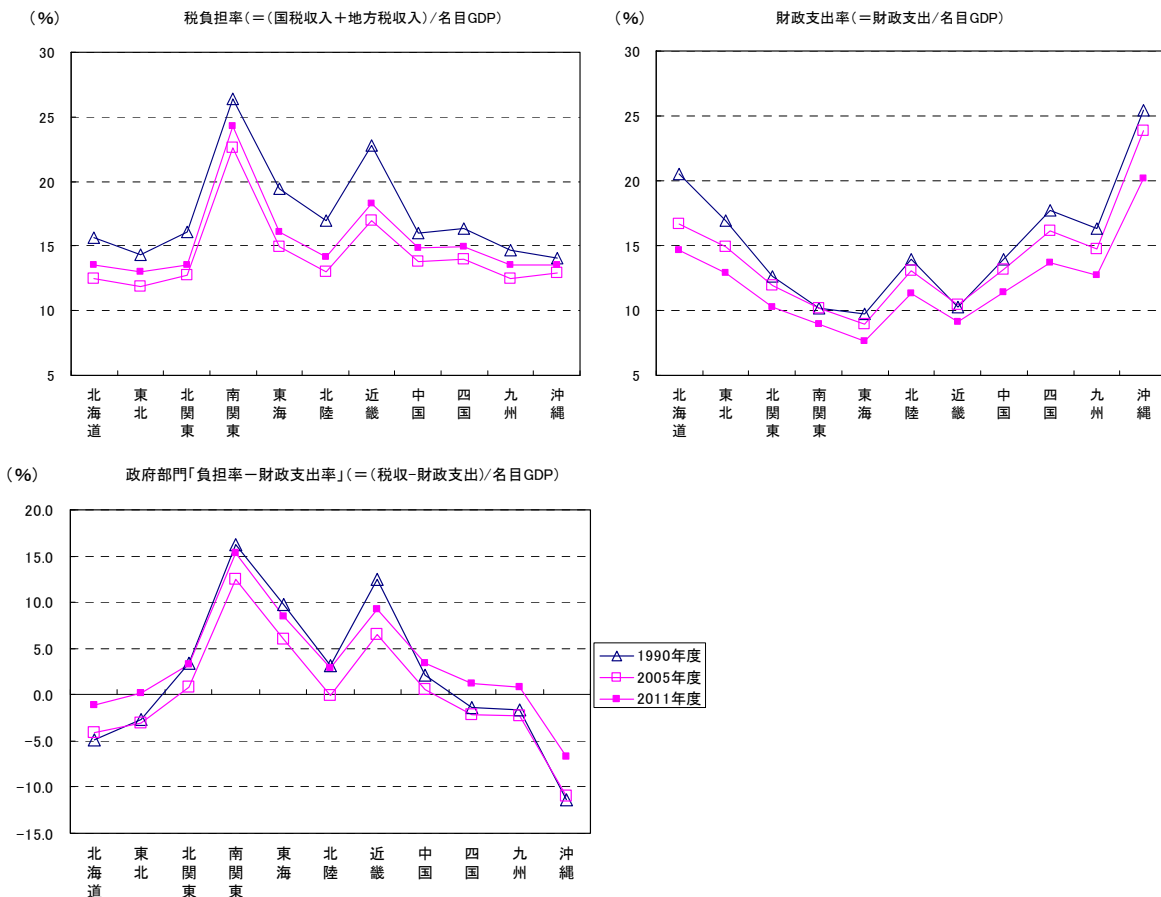 （%）
税負担率（＝（国税収入＋地方税収入）/名目GDP）
30
25
20
15
10
5
北海道
東北
北関東
南関東
東海
北陸
近畿
中国
四国
九州
沖縄
（%）
財政支出率（＝財政支出/名目GDP）
30
25
20
15
10
5
北海道
東北
北関東
南関東
東海
北陸
近畿
中国
四国
九州
沖縄
（%）
政府部門「負担率－財政支出率」（＝（税収-財政支出）/名目GDP）
20.0
15.0
10.0
5.0
0.0
−5.0
−10.0
−15.0
北海道
東北
北関東
南関東
東海
北陸
近畿
中国
四国
九州
沖縄
1990年度
2005年度
2011年度